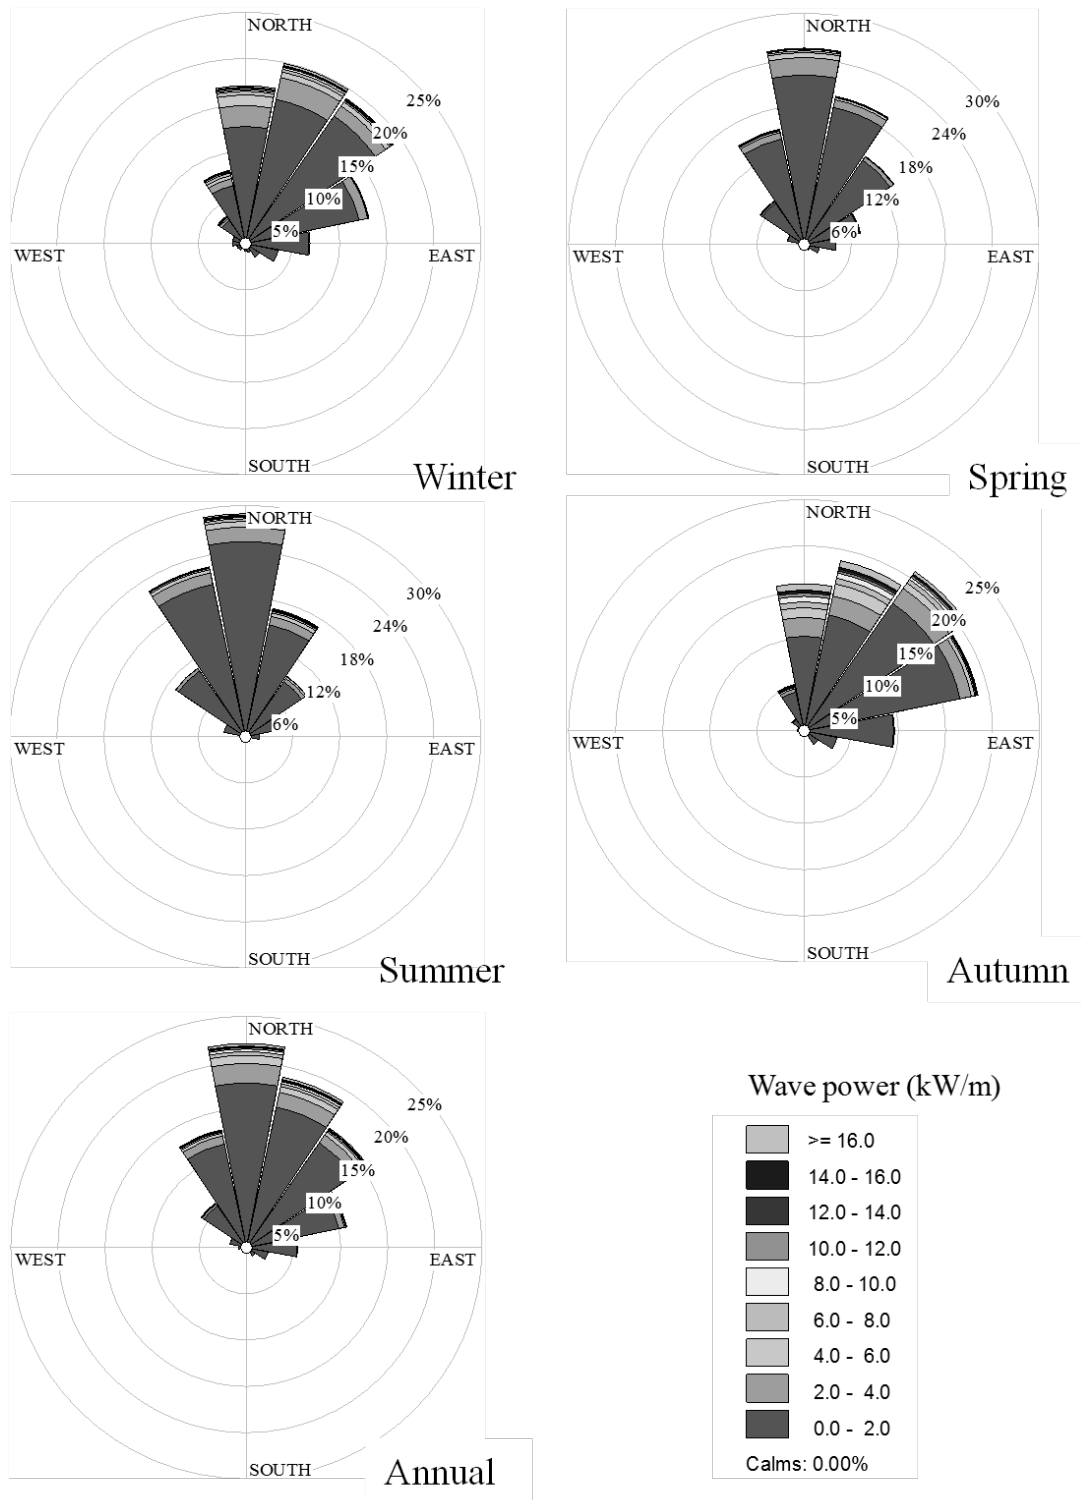 NORTH
25%
20%
15%
10%
5%
WEST
EAST
SOUTH
Winter
NORTH
30%
24%
18%
12%
6%
WEST
EAST
SOUTH
Spring
NORTH
30%
24%
18%
12%
6%
WEST
EAST
SOUTH
Summer
NORTH
25%
20%
15%
10%
5%
WEST
EAST
SOUTH
Autumn
NORTH
25%
20%
15%
10%
5%
WEST
EAST
SOUTH
Annual
Wave power (kW/m)
>= 16.0
14.0 - 16.0
12.0 - 14.0
10.0 - 12.0
8.0 - 10.0
6.0 - 8.0
4.0 - 6.0
2.0 - 4.0
0.0 - 2.0
Calms: 0.00%